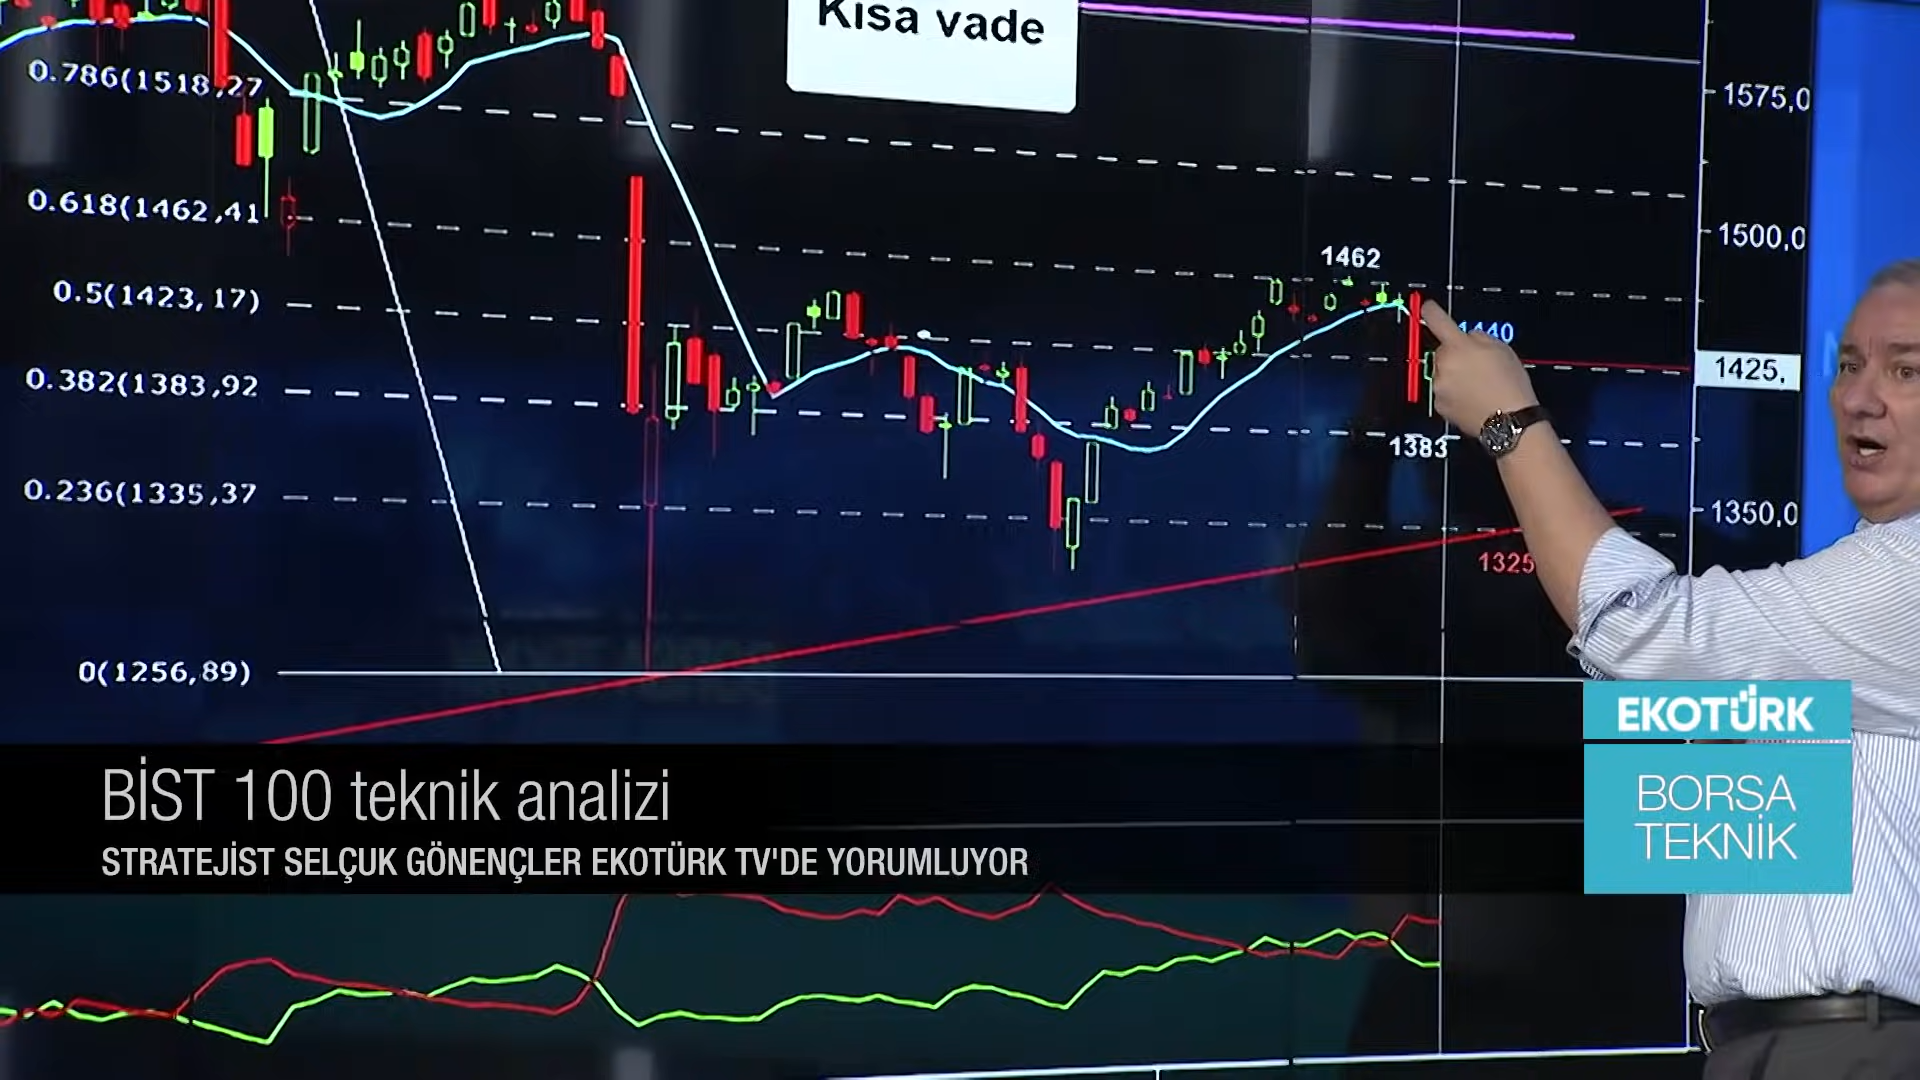 Kısa vade
0.786(1518,27
1575,0
0.618(1462,41
1500,0
1462
0.5(1423,17)
1440
1425,
0.382(1383,92
1383
0.236(1335,37
1350,0
1325
0(1256,89)
EKOTÜRK
BORSA
TEKNİK
BİST 100 teknik analizi
STRATEJİST SELÇUK GÖNENÇLER EKOTÜRK TV'DE YORUMLUYOR